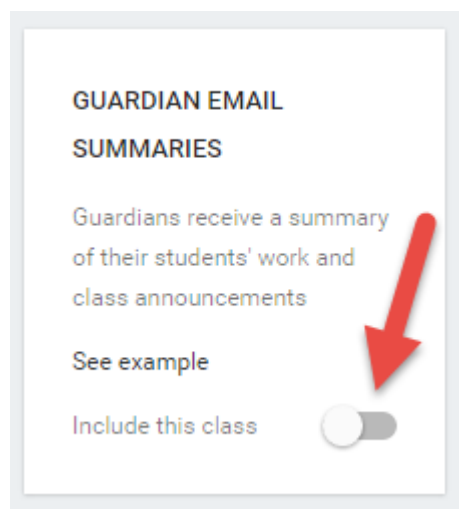 GUARDIAN EMAIL
SUMMARIES
Guardians receive a summary
of their students' work and
class announcements
See example
Include this class